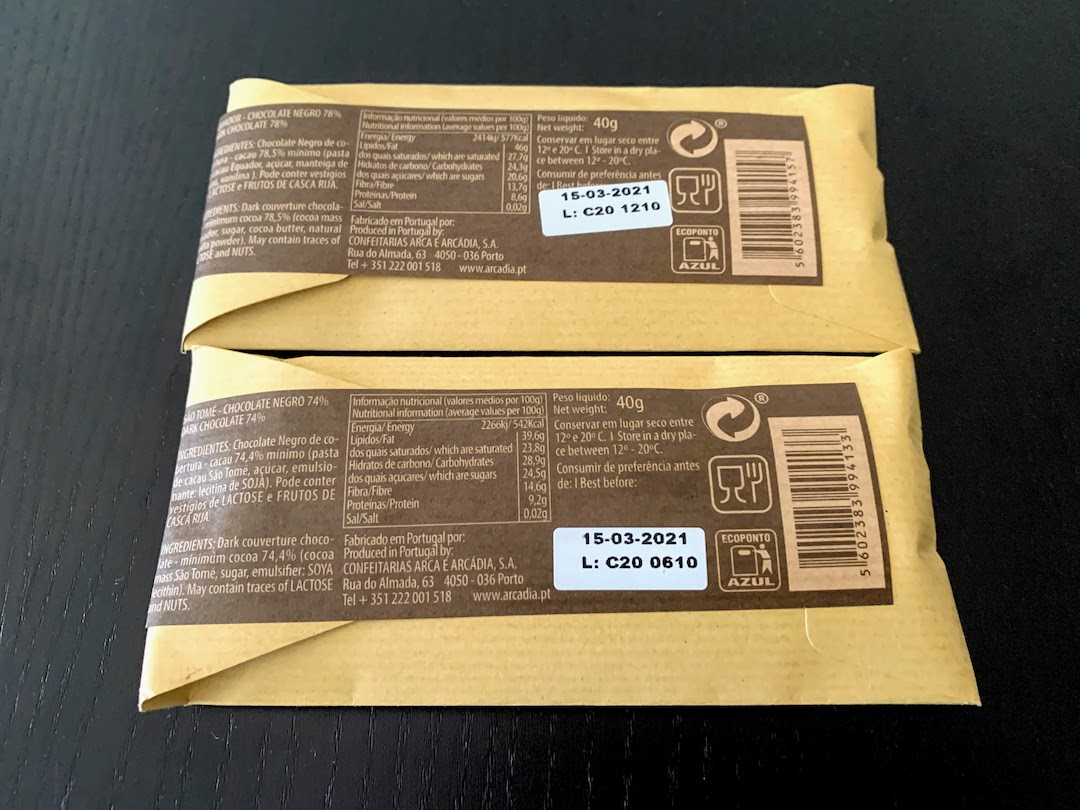 ADOR - CHOCOLATE NEGRO 78%
CHOCOLATE 78%
EDIENTES: Chocolate Negro de co-
ura - cacau 78,5% mínimo (pasta
acau Equador, açúcar, manteiga de
vanilina ). Pode conter vestígios
ACTOSE e FRUTOS DE CASCA RIJA.
EDIENTS: Dark couverture chocola-
minimum cocoa 78,5% (cocoa mass
dor, sugar, cocoa butter, natural
powder). May contain traces of
TOSE and NUTS.
Informação nutricional (valores médios por 100g)
Nutritional information (average values per 100g)
Energia/ Energy 2414kj/ 577Kcal
Lípidos/Fat 46g
dos quais saturados/ which are saturated 27,7g
Hidratos de carbono/ Carbohydrates 24,3g
dos quais açúcares/ which are sugars 20,6g
Fibra/Fibre 13,7g
Proteínas/Protein 8,6g
Sal/Salt 0,02g
Fabricado em Portugal por:
Produced in Portugal by:
CONFEITARIAS ARCA E ARCÁDIA, S.A.
Rua do Almada, 63 4050 - 036 Porto
Tel + 351 222 001 518 www.arcadia.pt
Peso líquido:
Net weight: 40g
Conservar em lugar seco entre
12º e 20º C. I Store in a dry pla-
ce between 12º - 20ºC.
Consumir de preferência antes
de: I Best before:
15-03-2021
L: C20 1210
®
ECOPONTO
AZUL
5 602383 994157
SÃO TOMÉ - CHOCOLATE NEGRO 74%
DARK CHOCOLATE 74%
NGREDIENTES: Chocolate Negro de co-
bertura - cacau 74,4% mínimo (pasta
de cacau São Tomé, açúcar, emulsio-
nante: lecitina de SOJA). Pode conter
vestígios de LACTOSE e FRUTOS DE
CASCA RIJA.
INGREDIENTS: Dark couverture choco-
late - minimum cocoa 74,4% (cocoa
mass São Tomé, sugar, emulsifier: SOYA
ecithin). May contain traces of LACTOSE
and NUTS.
Informação nutricional (valores médios por 100g)
Nutritional information (average values per 100g)
Energia/ Energy 2266kj/ 542Kcal
Lípidos/Fat 39,6g
dos quais saturados/ which are saturated 23,8g
Hidratos de carbono/ Carbohydrates 28,9g
dos quais açúcares/ which are sugars 24,5g
Fibra/Fibre 14,6g
Proteínas/Protein 9,2g
Sal/Salt 0,02g
Fabricado em Portugal por:
Produced in Portugal by:
CONFEITARIAS ARCA E ARCÁDIA, S.A.
Rua do Almada, 63 4050 - 036 Porto
Tel + 351 222 001 518 www.arcadia.pt
Peso líquido:
Net weight: 40g
Conservar em lugar seco entre
12º e 20º C. I Store in a dry pla-
ce between 12º - 20ºC.
Consumir de preferência antes
de: I Best before:
15-03-2021
L: C20 0610
®
ECOPONTO
AZUL
5 602383 994133